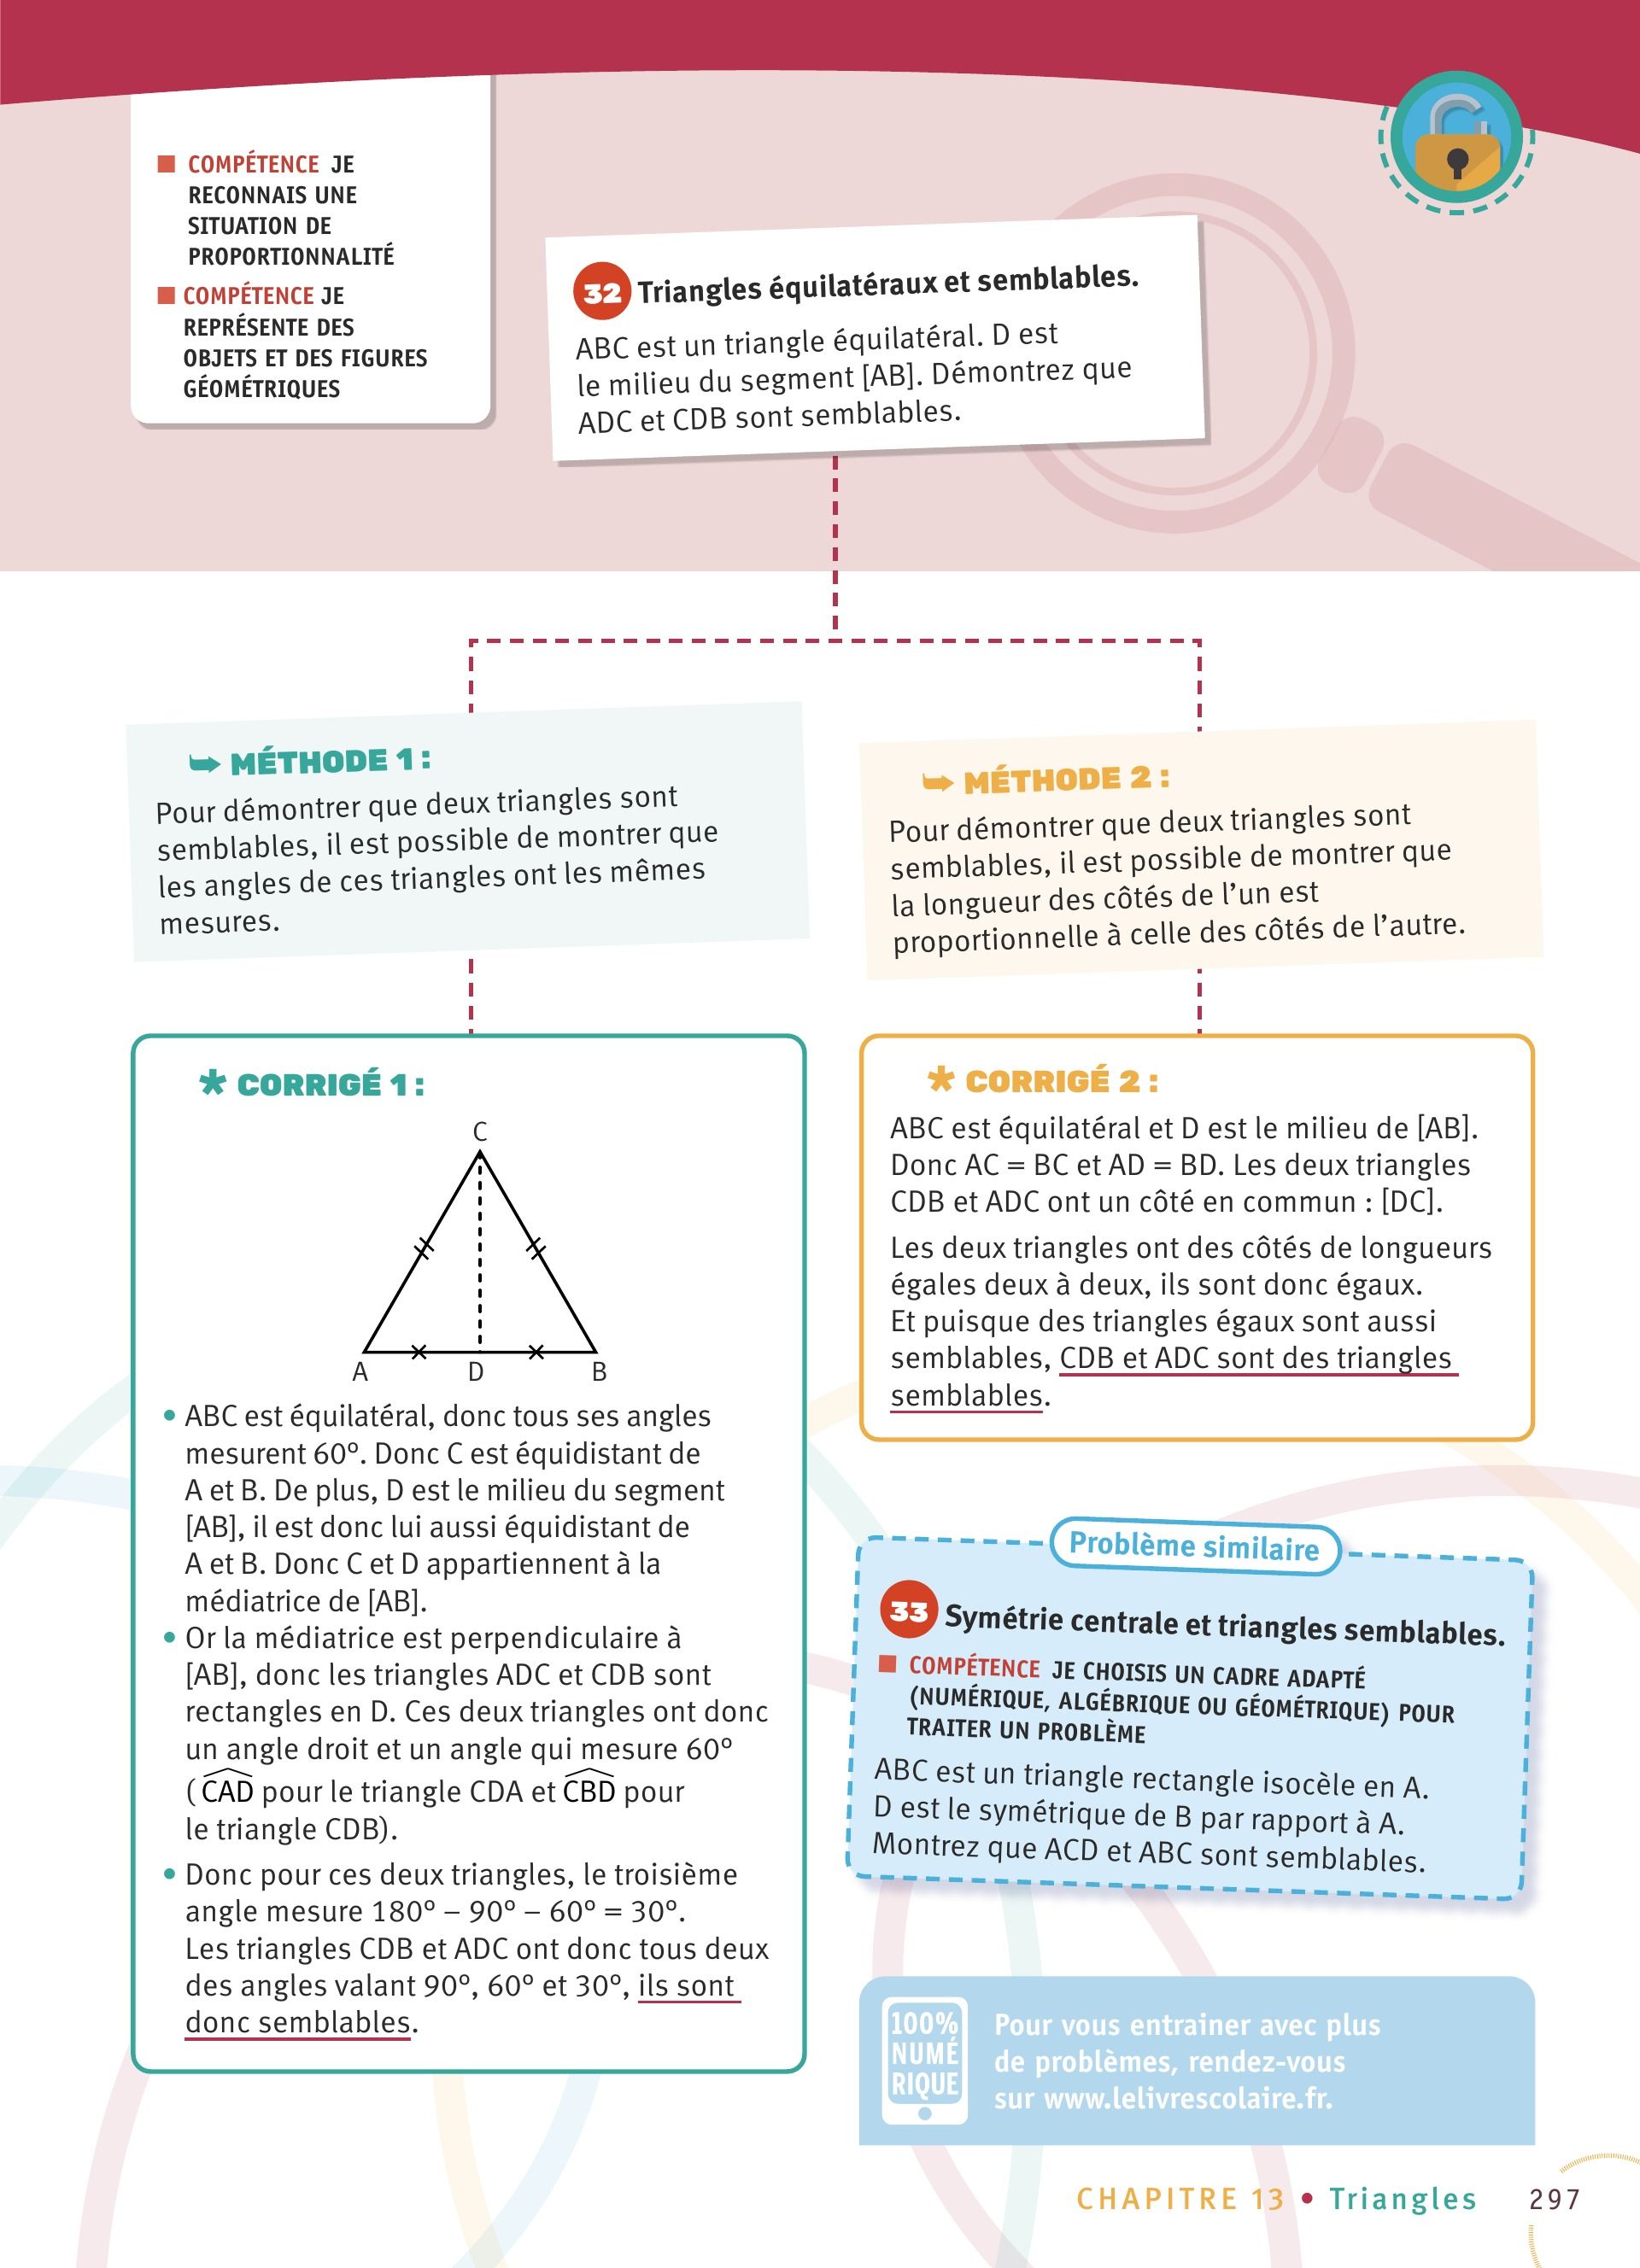 COMPÉTENCE JE
RECONNAIS UNE
SITUATION DE
PROPORTIONNALITÉ
COMPÉTENCE JE
REPRÉSENTE DES
OBJETS ET DES FIGURES
GÉOMÉTRIQUES
32 Triangles équilatéraux et semblables.
ABC est un triangle équilatéral. D est
le milieu du segment [AB]. Démontrez que
ADC et CDB sont semblables.
MÉTHODE 1 :
Pour démontrer que deux triangles sont
semblables, il est possible de montrer que
les angles de ces triangles ont les mêmes
mesures.
MÉTHODE 2 :
Pour démontrer que deux triangles sont
semblables, il est possible de montrer que
la longueur des côtés de l’un est
proportionnelle à celle des côtés de l’autre.
* CORRIGÉ 1 :
C
A D B
• ABC est équilatéral, donc tous ses angles
mesurent 60°. Donc C est équidistant de
A et B. De plus, D est le milieu du segment
[AB], il est donc lui aussi équidistant de
A et B. Donc C et D appartiennent à la
médiatrice de [AB].
• Or la médiatrice est perpendiculaire à
[AB], donc les triangles ADC et CDB sont
rectangles en D. Ces deux triangles ont donc
un angle droit et un angle qui mesure 60°
( CAD pour le triangle CDA et CBD pour
le triangle CDB).
• Donc pour ces deux triangles, le troisième
angle mesure 180° – 90° – 60° = 30°.
Les triangles CDB et ADC ont donc tous deux
des angles valant 90°, 60° et 30°, ils sont
donc semblables.
* CORRIGÉ 2 :
ABC est équilatéral et D est le milieu de [AB].
Donc AC = BC et AD = BD. Les deux triangles
CDB et ADC ont un côté en commun : [DC].
Les deux triangles ont des côtés de longueurs
égales deux à deux, ils sont donc égaux.
Et puisque des triangles égaux sont aussi
semblables, CDB et ADC sont des triangles
semblables.
Problème similaire
33 Symétrie centrale et triangles semblables.
COMPÉTENCE JE CHOISIS UN CADRE ADAPTÉ
(NUMÉRIQUE, ALGÉBRIQUE OU GÉOMÉTRIQUE) POUR
TRAITER UN PROBLÈME
ABC est un triangle rectangle isocèle en A.
D est le symétrique de B par rapport à A.
Montrez que ACD et ABC sont semblables.
100%
NUMÉ
RIQUE
Pour vous entrainer avec plus
de problèmes, rendez-vous
sur www.lelivrescolaire.fr.
CHAPITRE 13 • Triangles 297